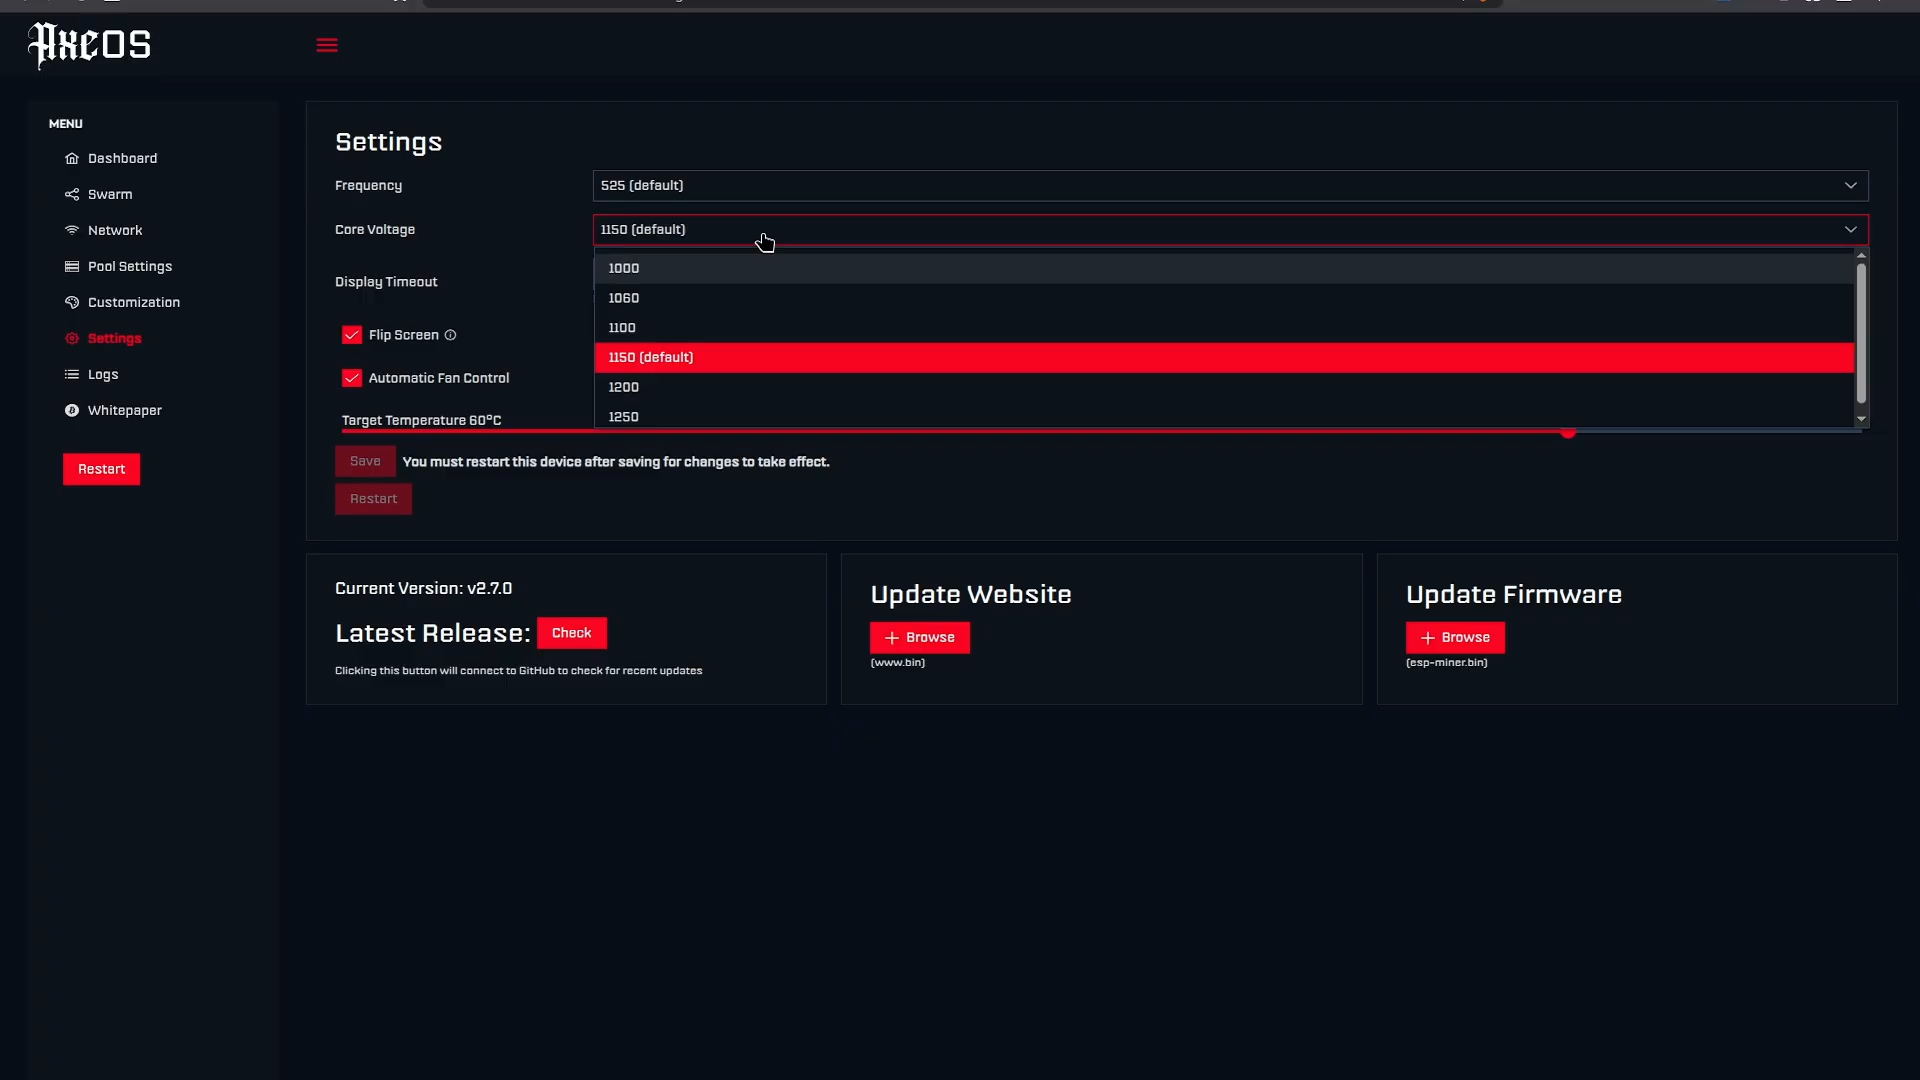 AxeOS
MENU
Dashboard
Swarm
Network
Pool Settings
Customization
Settings
Logs
Whitepaper
Restart
Settings
Frequency
525 (default)
Core Voltage
1150 (default)
1000
1060
1100
1150 (default)
1200
1250
Display Timeout
Flip Screen
Automatic Fan Control
Target Temperature 60°C
Save
You must restart this device after saving for changes to take effect.
Restart
Current Version: v2.7.0
Latest Release:
Check
Clicking this button will connect to GitHub to check for recent updates
Update Website
Browse
(www.bin)
Update Firmware
Browse
(esp-miner.bin)